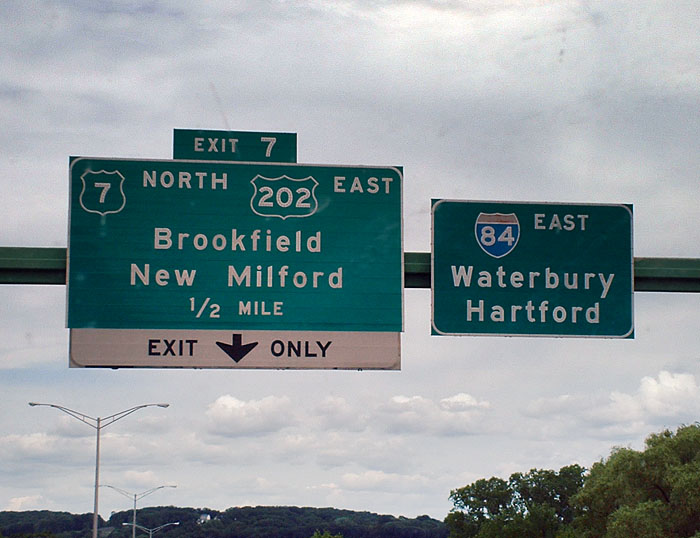 EXIT 7
7 NORTH 202 EAST
Brookfield
New Milford
1/2 MILE
EXIT ONLY
84 EAST
Waterbury
Hartford